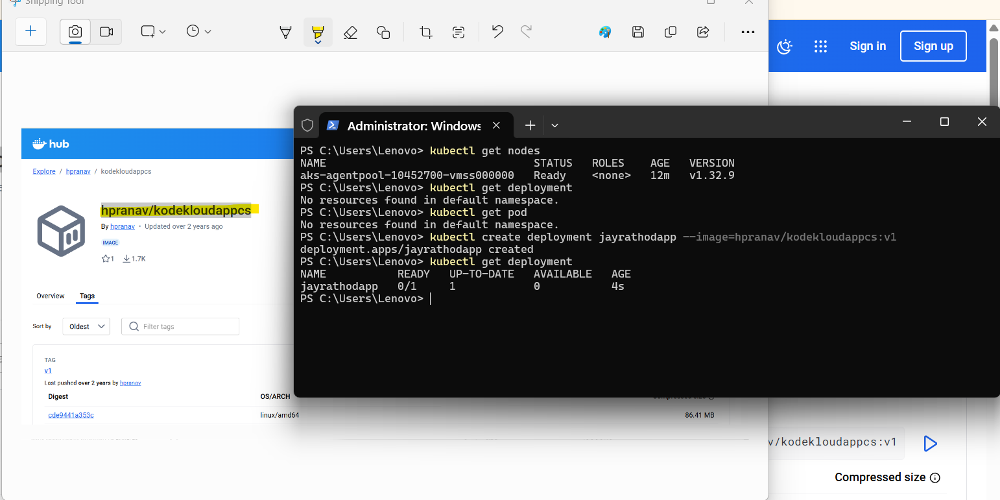 Snipping Tool
Sign in
Sign up
hub
Explore / hpranav / kodekloudappcs
hpranav/kodekloudappcs
By hpranav • Updated over 2 years ago
IMAGE
1 1.7K
Overview Tags
Sort by Oldest Filter tags
TAG
v1
Last pushed over 2 years by hpranav
Digest OS/ARCH Compressed size
cde9441a353c linux/amd64 86.41 MB
Administrator: Windows
PS C:\Users\Lenovo> kubectl get nodes
NAME STATUS ROLES AGE VERSION
aks-agentpool-10452700-vmss000000 Ready <none> 12m v1.32.9
PS C:\Users\Lenovo> kubectl get deployment
No resources found in default namespace.
PS C:\Users\Lenovo> kubectl get pod
No resources found in default namespace.
PS C:\Users\Lenovo> kubectl create deployment jayrathodapp --image=hpranav/kodekloudappcs:v1
deployment.apps/jayrathodapp created
PS C:\Users\Lenovo> kubectl get deployment
NAME READY UP-TO-DATE AVAILABLE AGE
jayrathodapp 0/1 1 0 4s
PS C:\Users\Lenovo>
v/kodekloudappcs:v1
Compressed size